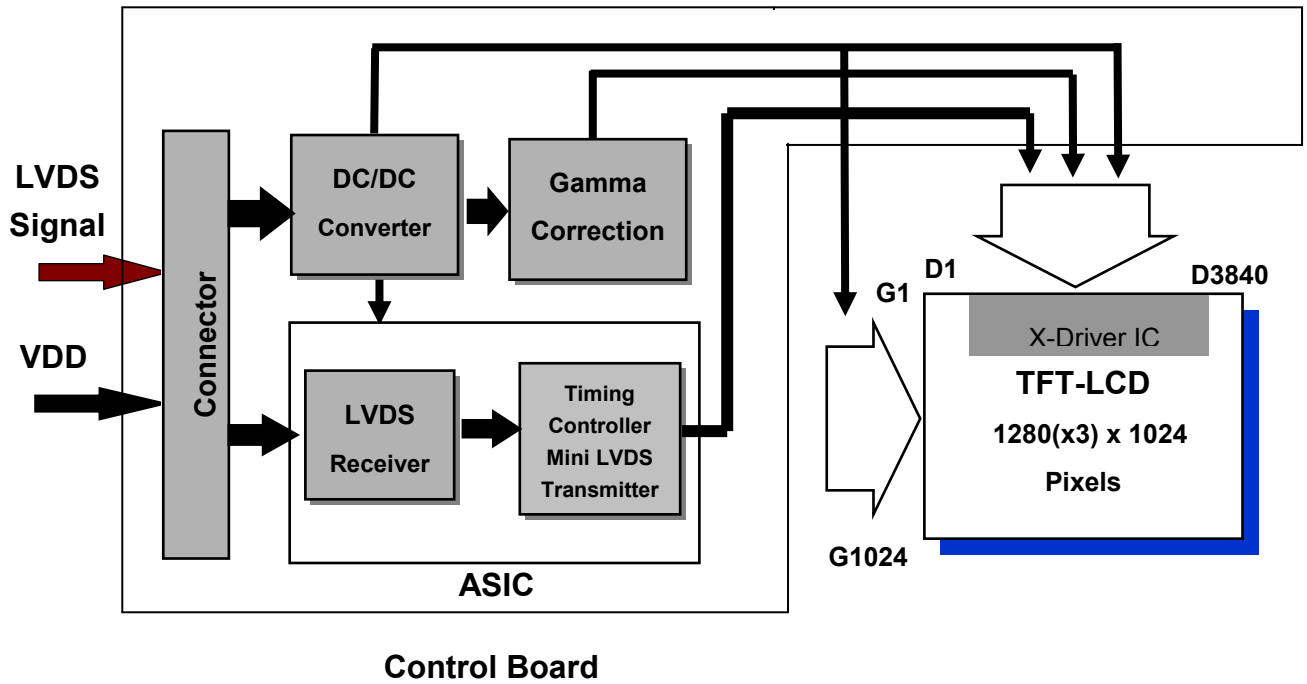 LVDS
Signal
VDD
Connector
DC/DC
Converter
Gamma
Correction
LVDS
Receiver
Timing
Controller
Mini LVDS
Transmitter
ASIC
Control Board
G1
G1024
D1
D3840
X-Driver IC
TFT-LCD
1280(x3) x 1024
Pixels